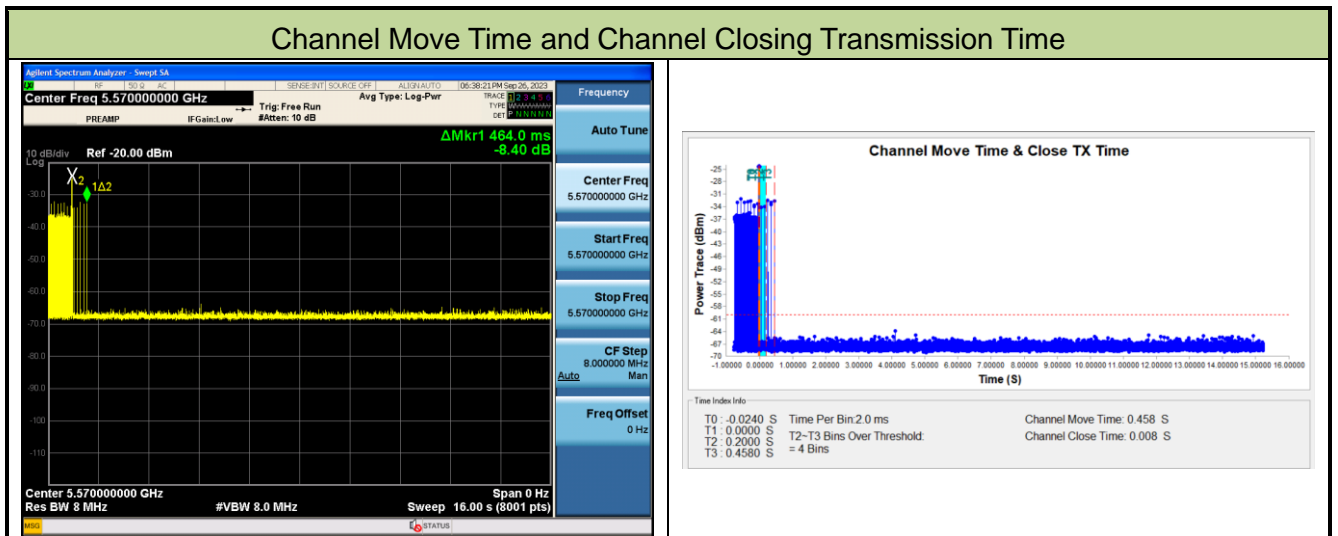 Channel Move Time and Channel Closing Transmission Time
Agilent Spectrum Analyzer - Swept SA
RF 50 Ω AC SENSE:INT SOURCE OFF ALIGN AUTO 06:38:21 PM Sep 26, 2023
Center Freq 5.570000000 GHz
Avg Type: Log-Pwr
TRACE 1 2 3 4 5 6
TYPE
DET P N N N N N
PREAMP
IFGain:Low
Trig: Free Run
#Atten: 10 dB
ΔMkr1 464.0 ms
-8.40 dB
10 dB/div
Log
Ref -20.00 dBm
2
1Δ2
-30.0
-40.0
-50.0
-60.0
-70.0
-80.0
-90.0
-100
-110
Center 5.570000000 GHz
Span 0 Hz
Res BW 8 MHz
#VBW 8.0 MHz
Sweep 16.00 s (8001 pts)
MSG
STATUS
Frequency
Auto Tune
Center Freq
5.570000000 GHz
Start Freq
5.570000000 GHz
Stop Freq
5.570000000 GHz
CF Step
8.000000 MHz
Auto Man
Freq Offset
0 Hz
Channel Move Time & Close TX Time
Power Trace (dBm)
-25
-28
-31
-34
-37
-40
-43
-46
-49
-52
-55
-58
-61
-64
-67
-70
-1.00000 0.00000 1.00000 2.00000 3.00000 4.00000 5.00000 6.00000 7.00000 8.00000 9.00000 10.00000 11.00000 12.00000 13.00000 14.00000 15.00000 16.00000
Time (S)
Time Index Info
T0 : -0.0240 S
T1 : 0.0000 S
T2 : 0.2000 S
T3 : 0.4580 S
Time Per Bin:2.0 ms
T2~T3 Bins Over Threshold:
= 4 Bins
Channel Move Time: 0.458 S
Channel Close Time: 0.008 S